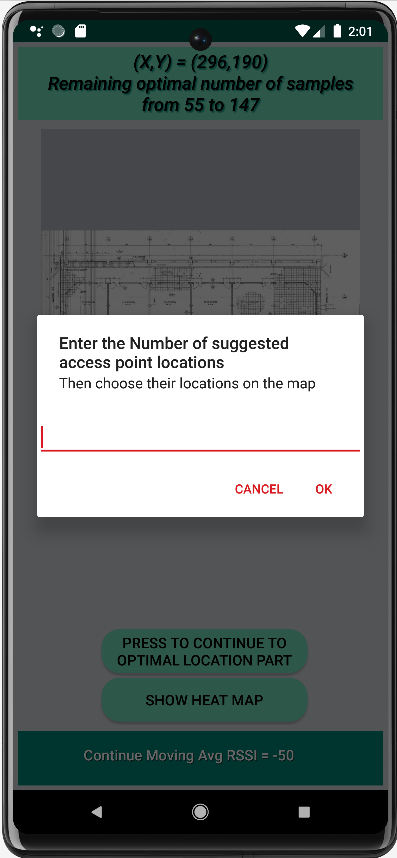 2:01
(X,Y) = (296,190)
Remaining optimal number of samples
from 55 to 147
Enter the Number of suggested
access point locations
Then choose their locations on the map
CANCEL OK
PRESS TO CONTINUE TO
OPTIMAL LOCATION PART
SHOW HEAT MAP
Continue Moving Avg RSSI = -50